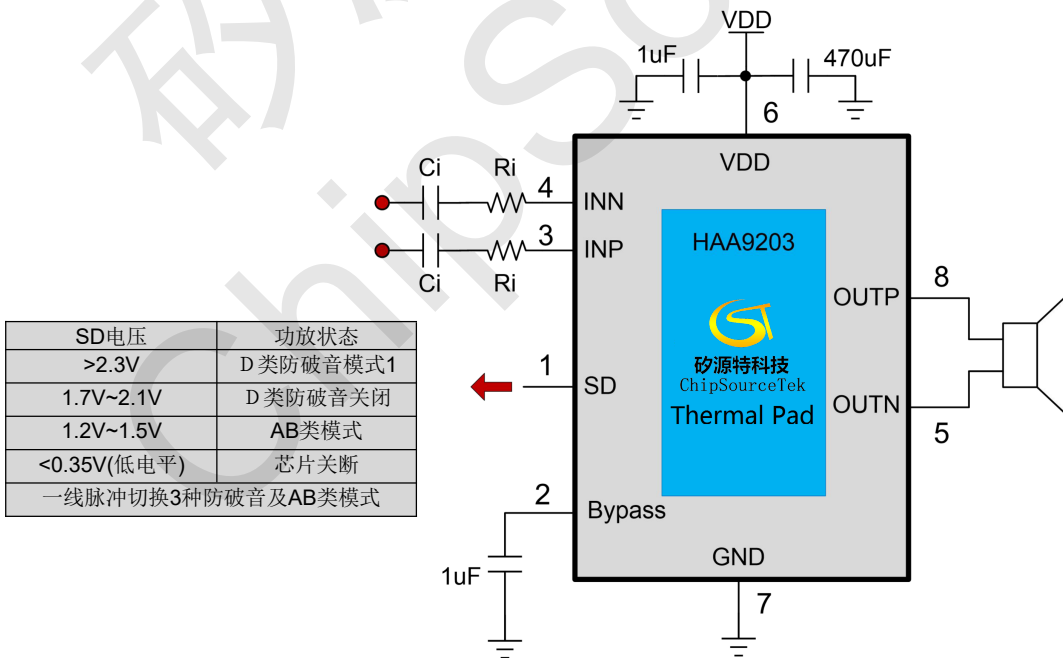 VDD
1uF
470uF
6
VDD
Ci
Ri
4
INN
3
INP
Ci
Ri
HAA9203
矽源特科技
ChipSourceTek
Thermal Pad
OUTP
8
OUTN
5
1
SD
SD电压 功放状态
>2.3V D类防破音模式1
1.7V~2.1V D类防破音关闭
1.2V~1.5V AB类模式
<0.35V(低电平) 芯片关断
一线脉冲切换3种防破音及AB类模式
2
Bypass
1uF
GND
7